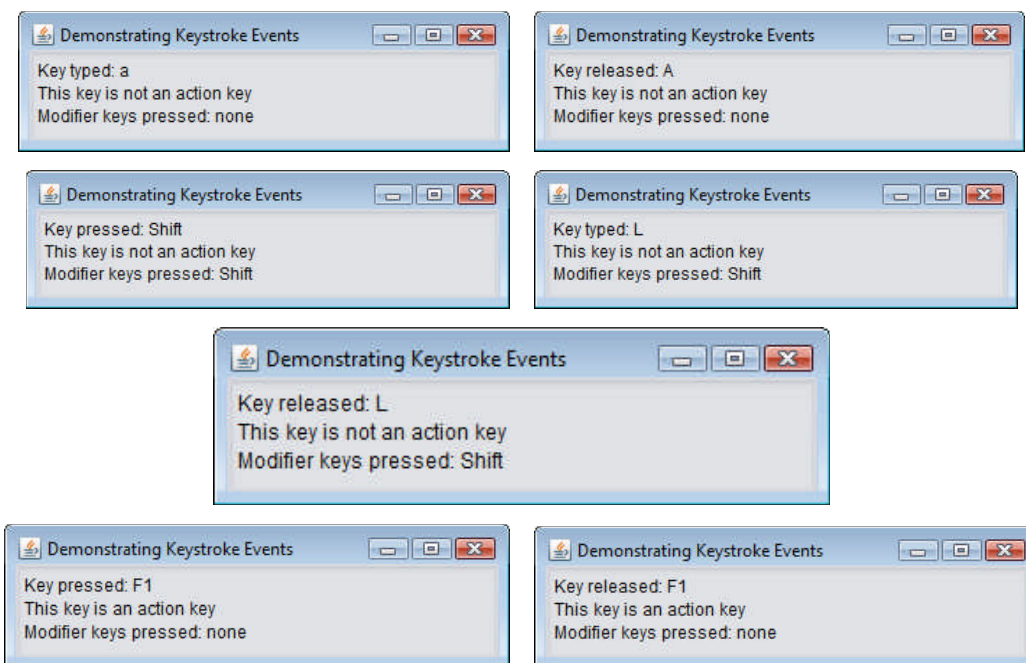 Demonstrating Keystroke Events
Key typed: a
This key is not an action key
Modifier keys pressed: none
Demonstrating Keystroke Events
Key released: A
This key is not an action key
Modifier keys pressed: none
Demonstrating Keystroke Events
Key pressed: Shift
This key is not an action key
Modifier keys pressed: Shift
Demonstrating Keystroke Events
Key typed: L
This key is not an action key
Modifier keys pressed: Shift
Demonstrating Keystroke Events
Key released: L
This key is not an action key
Modifier keys pressed: Shift
Demonstrating Keystroke Events
Key pressed: F1
This key is an action key
Modifier keys pressed: none
Demonstrating Keystroke Events
Key released: F1
This key is an action key
Modifier keys pressed: none